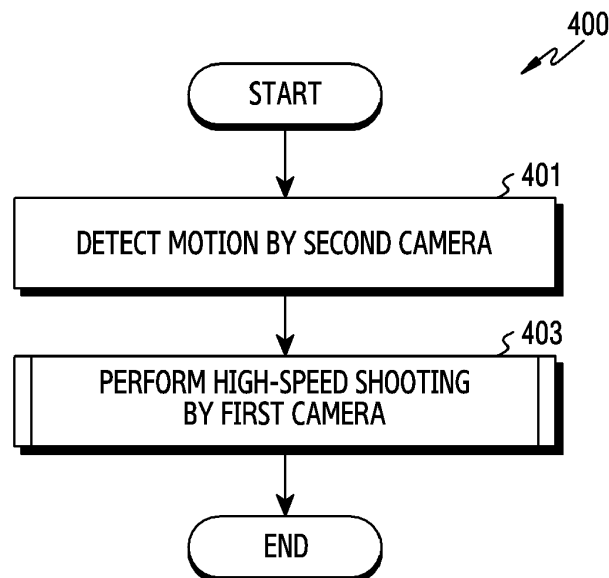 400
START
401
DETECT MOTION BY SECOND CAMERA
403
PERFORM HIGH-SPEED SHOOTING
BY FIRST CAMERA
END